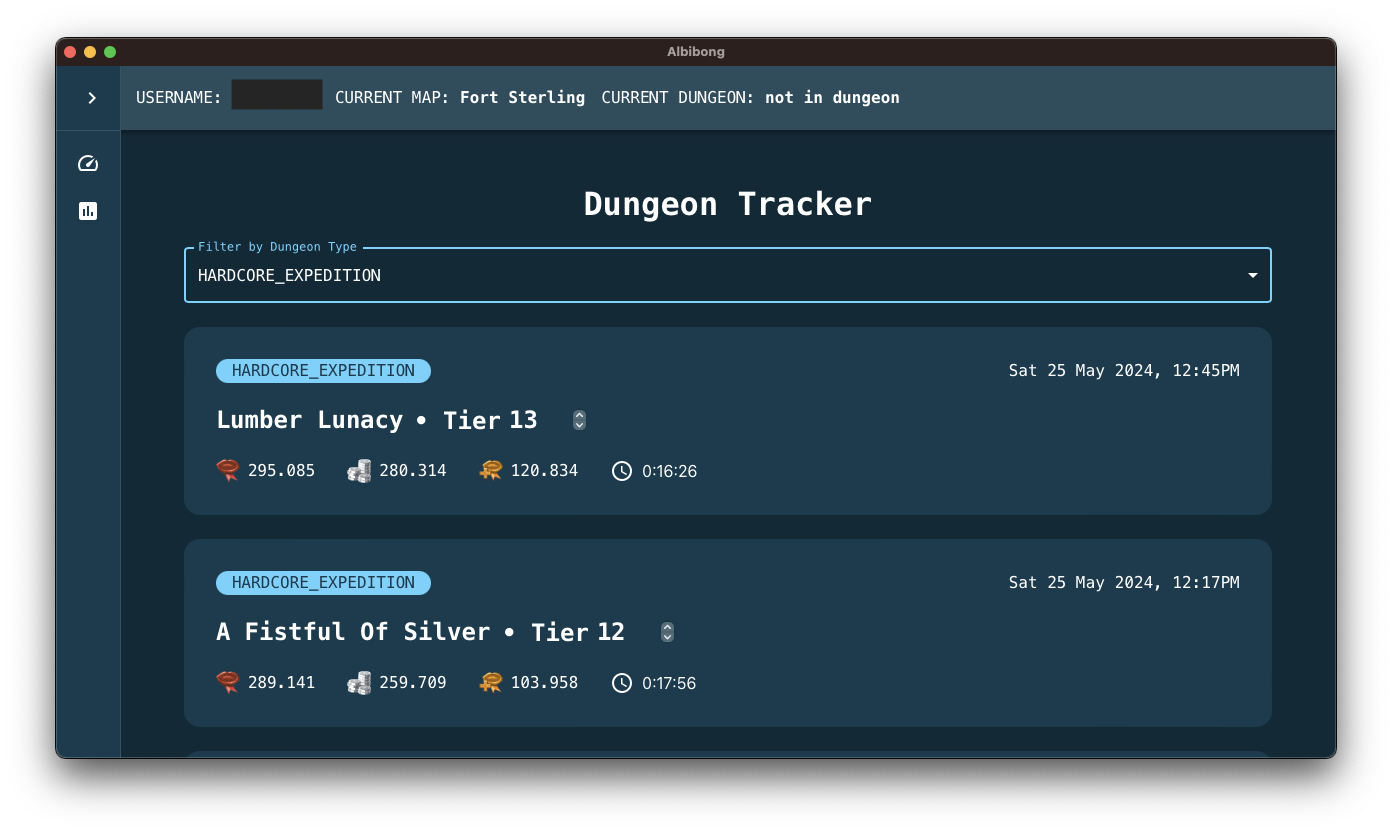 Albibong
USERNAME: CURRENT MAP: Fort Sterling CURRENT DUNGEON: not in dungeon
Dungeon Tracker
Filter by Dungeon Type
HARDCORE_EXPEDITION
HARDCORE_EXPEDITION Sat 25 May 2024, 12:45PM
Lumber Lunacy • Tier 13
295.085 280.314 120.834 0:16:26
HARDCORE_EXPEDITION Sat 25 May 2024, 12:17PM
A Fistful Of Silver • Tier 12
289.141 259.709 103.958 0:17:56